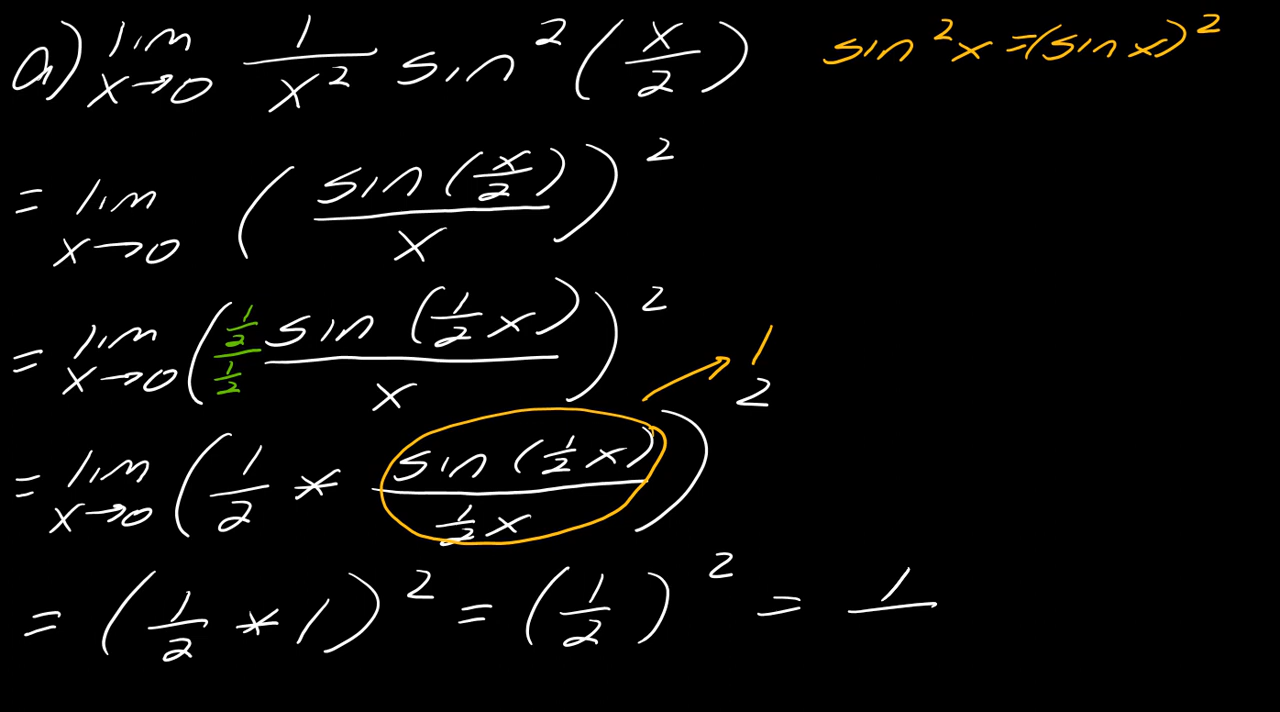 a) lim x→0 1/x² sin²(x/2) sin²x=(sin x)²
= lim x→0 (sin(x/2)/x)²
= lim x→0 (½/½ sin(½x)/x)²
= lim x→0 (1/2 * sin(½x)/½x) → 1/2
= (1/2 * 1)² = (1/2)² = 1/